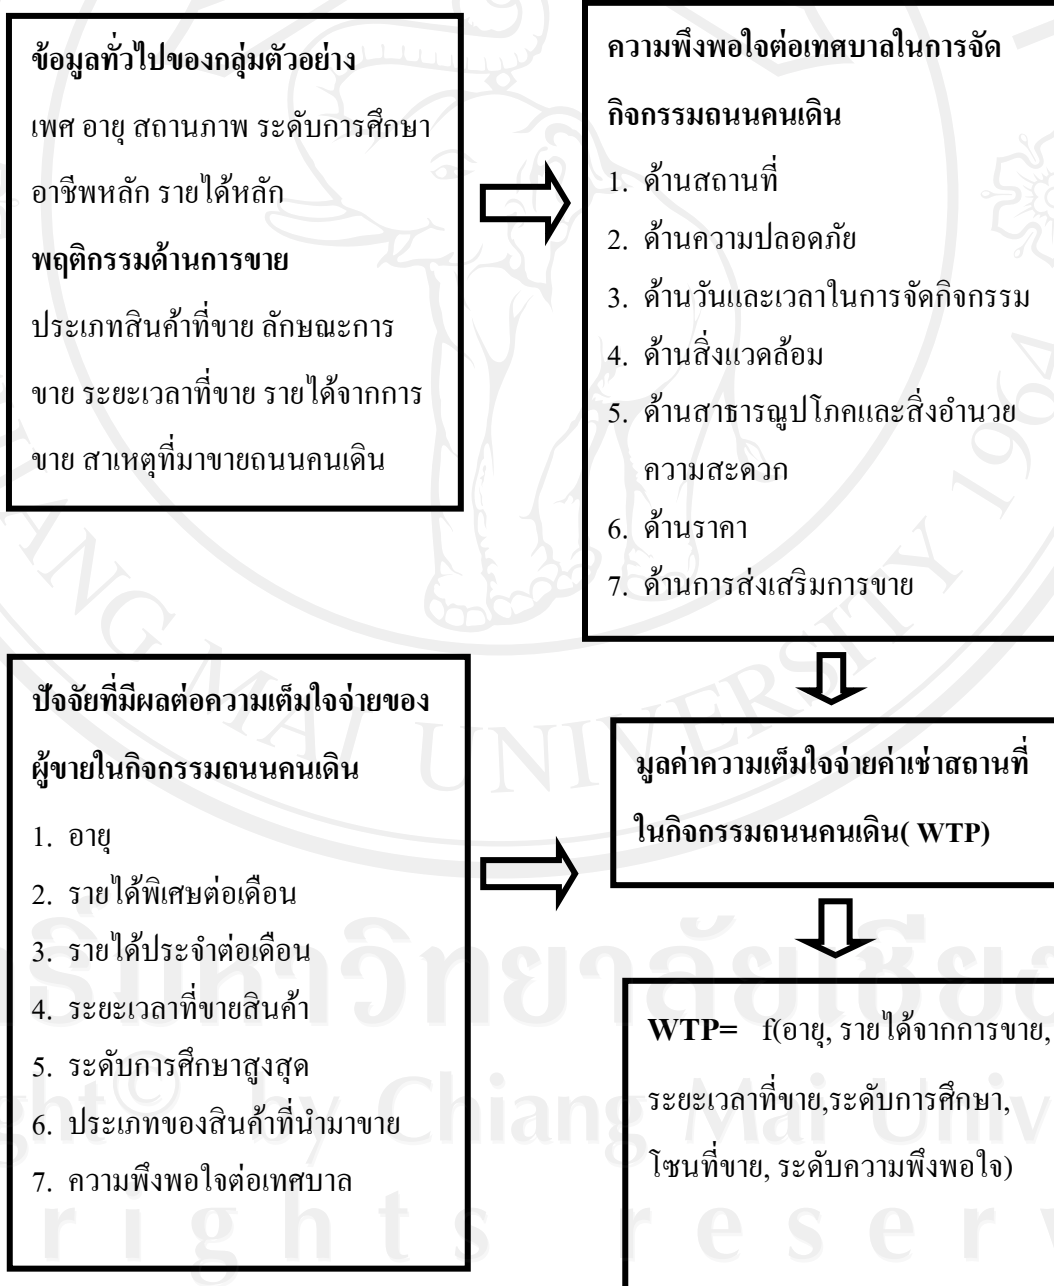 ข้อมูลทั่วไปของกลุ่มตัวอย่าง
เพศ อายุ สถานภาพ ระดับการศึกษา
อาชีพหลัก รายได้หลัก
พฤติกรรมด้านการขาย
ประเภทสินค้าที่ขาย ลักษณะการ
ขาย ระยะเวลาที่ขาย รายได้จากการ
ขาย สาเหตุที่มาขายถนนคนเดิน
ความพึงพอใจต่อเทศบาลในการจัด
กิจกรรมถนนคนเดิน
1. ด้านสถานที่
2. ด้านความปลอดภัย
3. ด้านวันและเวลาในการจัดกิจกรรม
4. ด้านสิ่งแวดล้อม
5. ด้านสาธารณูปโภคและสิ่งอำนวย
ความสะดวก
6. ด้านราคา
7. ด้านการส่งเสริมการขาย
ปัจจัยที่มีผลต่อความเต็มใจจ่ายของ
ผู้ขายในกิจกรรมถนนคนเดิน
1. อายุ
2. รายได้พิเศษต่อเดือน
3. รายได้ประจำต่อเดือน
4. ระยะเวลาที่ขายสินค้า
5. ระดับการศึกษาสูงสุด
6. ประเภทของสินค้าที่นำมาขาย
7. ความพึงพอใจต่อเทศบาล
มูลค่าความเต็มใจจ่ายค่าเช่าสถานที่
ในกิจกรรมถนนคนเดิน( WTP)
WTP= f(อายุ, รายได้จากการขาย,
ระยะเวลาที่ขาย,ระดับการศึกษา,
โซนที่ขาย, ระดับความพึงพอใจ)
ANG MAI UNIVERSITY 1964
by Chiang Mai Univ
rights reserv